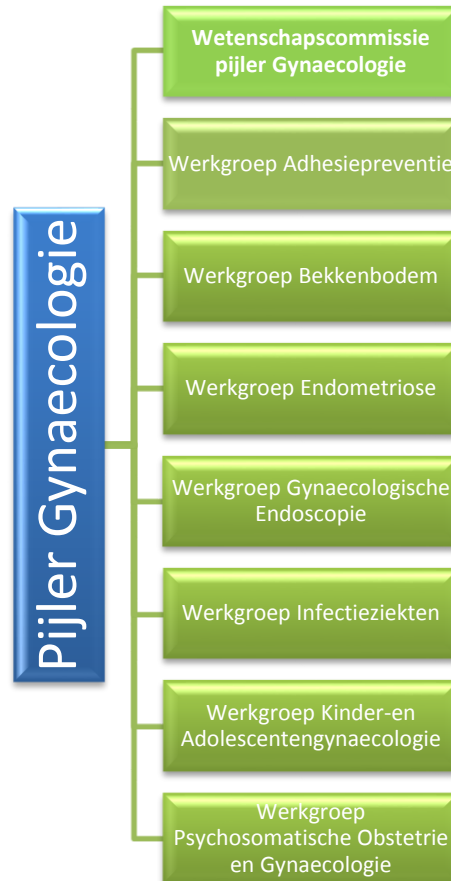 Pijler Gynaecologie
Wetenschapscommissie
pijler Gynaecologie
Werkgroep Adhesiepreventie
Werkgroep Bekkenbodem
Werkgroep Endometriose
Werkgroep Gynaecologische
Endoscopie
Werkgroep Infectieziekten
Werkgroep Kinder-en
Adolescentengynaecologie
Werkgroep
Psychosomatische Obstetrie
en Gynaecologie